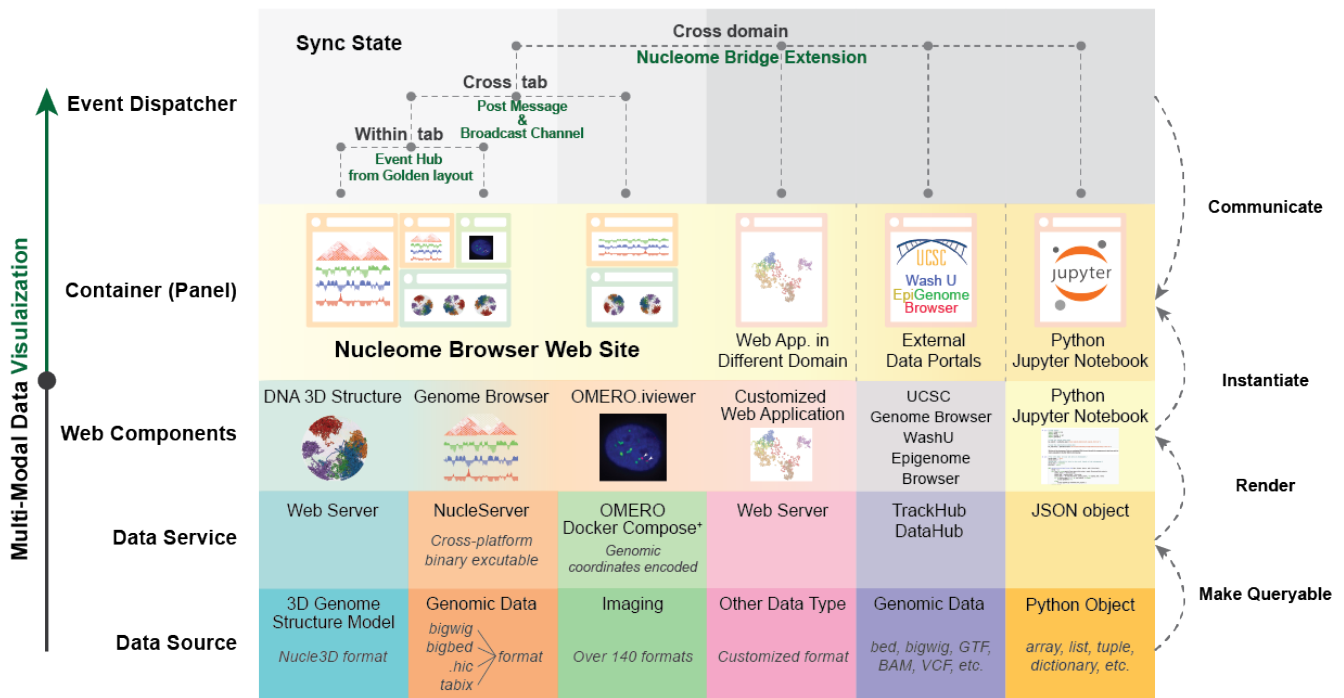 Sync State
Cross domain
Nucleome Bridge Extension
Cross tab
Post Message
&
Broadcast Channel
Within tab
Event Hub
from Golden layout
Event Dispatcher
Container (Panel)
Web Components
Data Service
Data Source
Multi-Modal Data Visulaization
UCSC
Wash U
EpiGenome
Browser
jupyter
Nucleome Browser Web Site
Web App. in
Different Domain
External
Data Portals
Python
Jupyter Notebook
DNA 3D Structure
Genome Browser
OMERO.iviewer
Customized
Web Application
UCSC
Genome Browser
WashU
Epigenome
Browser
Python
Jupyter Notebook
Web Server
NucleServer
Cross-platform
binary excutable
OMERO
Docker Compose+
Genomic
coordinates encoded
Web Server
TrackHub
DataHub
JSON object
3D Genome
Structure Model
Nucle3D format
Genomic Data
bigwig
bigbed
.hic
tabix
format
Imaging
Over 140 formats
Other Data Type
Customized format
Genomic Data
bed, bigwig, GTF,
BAM, VCF, etc.
Python Object
array, list, tuple,
dictionary, etc.
Communicate
Instantiate
Render
Make Queryable